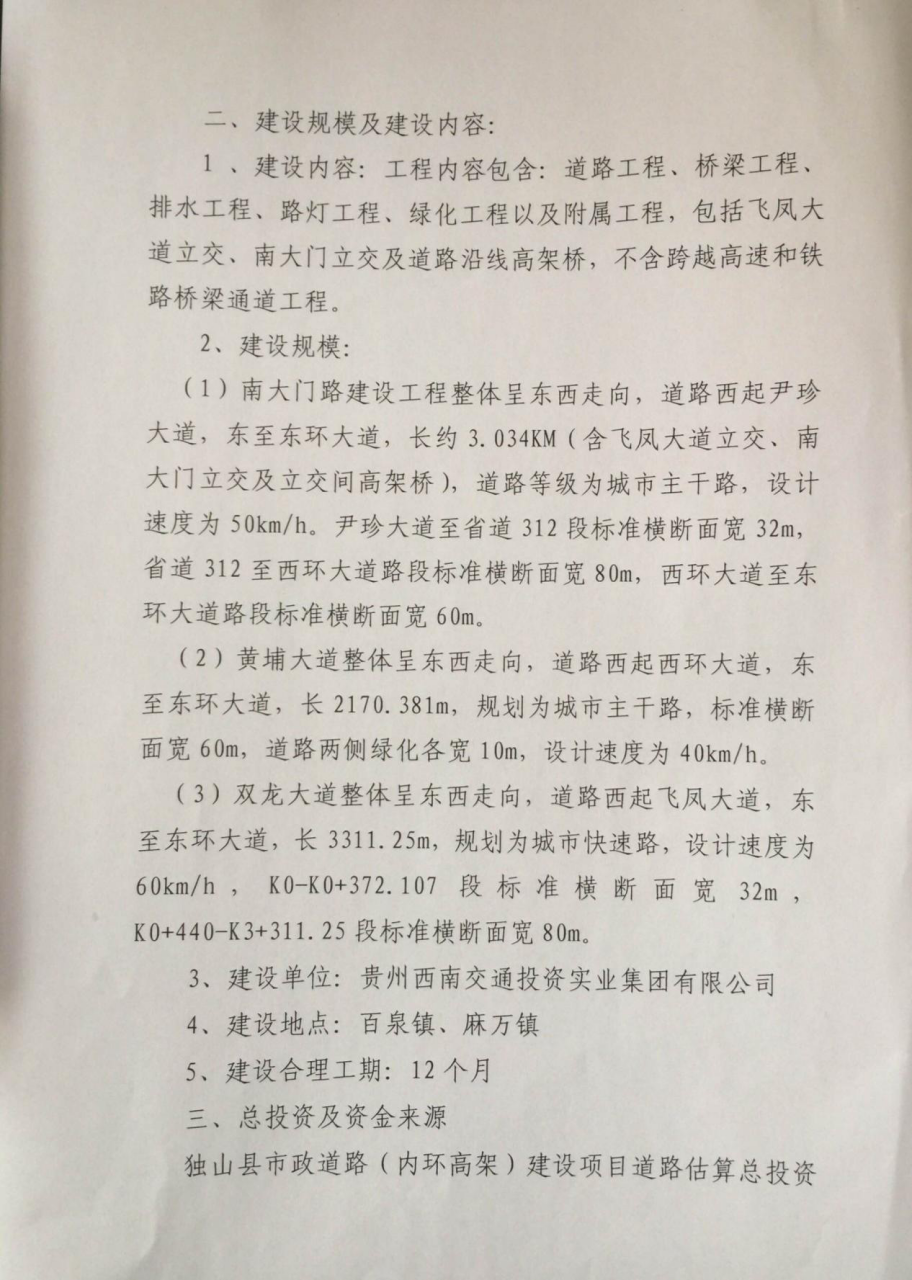 二、建设规模及建设内容：
1、建设内容：工程内容包含：道路工程、桥梁工程、
排水工程、路灯工程、绿化工程以及附属工程，包括飞凤大
道立交、南大门立交及道路沿线高架桥，不含跨越高速和铁
路桥梁通道工程。
2、建设规模：
（1）南大门路建设工程整体呈东西走向，道路西起尹珍
大道，东至东环大道，长约 3.034KM（含飞凤大道立交、南
大门立交及立交间高架桥），道路等级为城市主干路，设计
速度为 50km/h。尹珍大道至省道 312 段标准横断面宽 32m，
省道 312 至西环大道路段标准横断面宽 80m，西环大道至东
环大道路段标准横断面宽 60m。
（2）黄埔大道整体呈东西走向，道路西起西环大道，东
至东环大道，长 2170.381m，规划为城市主干路，标准横断
面宽 60m，道路两侧绿化各宽 10m，设计速度为 40km/h。
（3）双龙大道整体呈东西走向，道路西起飞凤大道，东
至东环大道，长 3311.25m，规划为城市快速路，设计速度为
60km/h，K0-K0+372.107 段标准横断面宽 32m，
K0+440-K3+311.25 段标准横断面宽 80m。
3、建设单位：贵州西南交通投资实业集团有限公司
4、建设地点：百泉镇、麻万镇
5、建设合理工期：12 个月
三、总投资及资金来源
独山县市政道路（内环高架）建设项目道路估算总投资